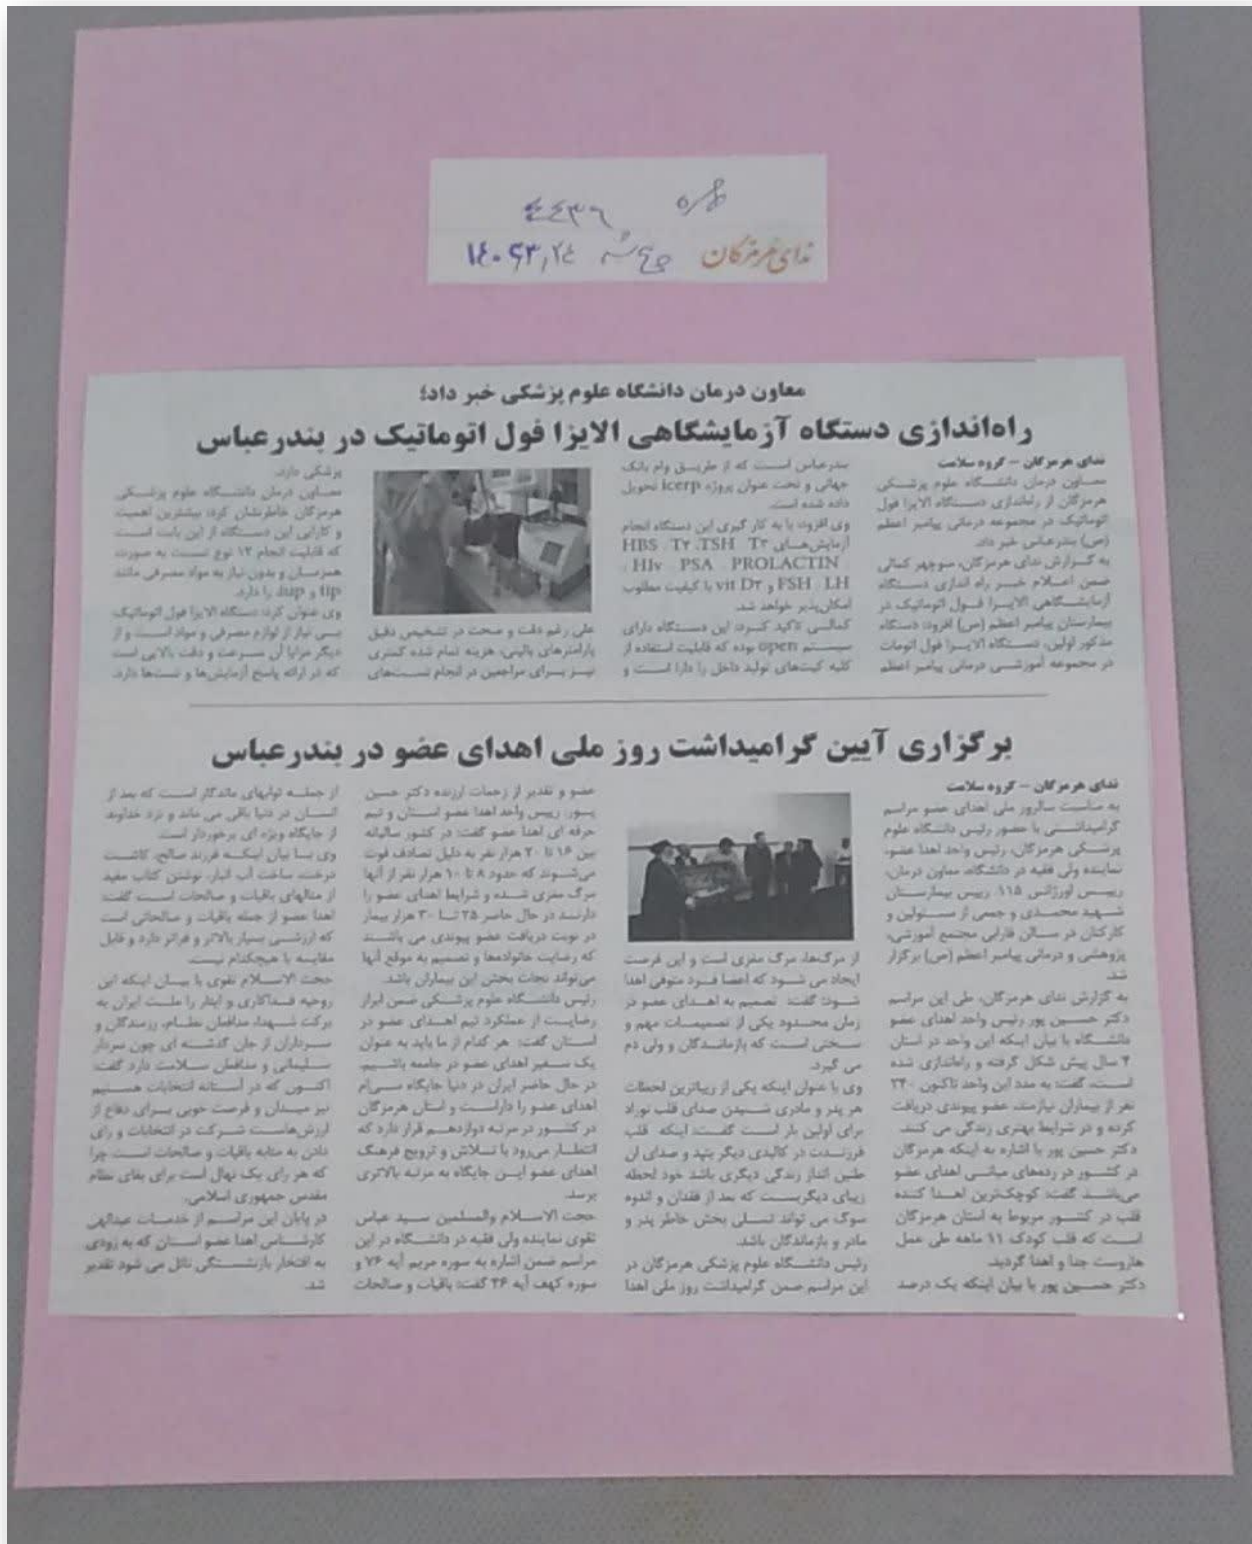 شماره ۴۴۳۶
ندای هرمزگان پنج شنبه
معاون درمان دانشگاه علوم پزشکی خبر داد؛
راه‌اندازی دستگاه آزمایشگاهی الایزا فول اتوماتیک در بندرعباس
ندای هرمزگان – گروه سلامت
معاون درمان دانشگاه علوم پزشکی
هرمزگان از راه‌اندازی دستگاه الایزا فول
اتوماتیک در مجموعه درمانی پیامبر اعظم
(ص) بندرعباس خبر داد.
به گزارش ندای هرمزگان، منوچهر کمالی
ضمن اعلام خبر راه اندازی دستگاه
آزمایشگاهی الایزا فول اتوماتیک در
بیمارستان پیامبر اعظم (ص) افزود: دستگاه
مذکور اولین، دستگاه الایزا فول اتومات
در مجموعه آموزشی درمانی پیامبر اعظم
بندرعباس است که از طریق وام بانک
جهانی و تحت عنوان پروژه icerp تحویل
داده شده است.
وی افزود: با به کار گیری این دستگاه انجام
آزمایش‌های HBS ، T۴ ،TSH ،T۳
، HIv ، PSA ، PROLACTIN
FSH ، LH و vit D۳ با کیفیت مطلوب
امکان‌پذیر خواهد شد.
کمالی تاکید کرد: این دستگاه دارای
سیستم open بوده که قابلیت استفاده از
کلیه کیت‌های تولید داخل را دارا است و
علی رغم دقت و صحت در تشخیص دقیق
پارامترهای بالینی، هزینه تمام شده کمتری
نیز برای مراجعین در انجام تست‌های
پزشکی دارد.
معاون درمان دانشگاه علوم پزشکی
هرمزگان خاطرنشان کرد: بیشترین اهمیت
و کارایی این دستگاه از این بابت است
که قابلیت انجام ۱۲ نوع تست به صورت
همزمان و بدون نیاز به مواد مصرفی مانند
tip و cup را دارد.
وی عنوان کرد: دستگاه الایزا فول اتوماتیک،
بی نیاز از لوازم مصرفی و مواد است و از
دیگر مزایا آن سرعت و دقت بالایی است
که در ارائه پاسخ آزمایش‌ها و تست‌ها دارد.
برگزاری آیین گرامیداشت روز ملی اهدای عضو در بندرعباس
ندای هرمزگان – گروه سلامت
به مناسبت سالروز ملی اهدای عضو مراسم
گرامیداشتی با حضور رئیس دانشگاه علوم
پزشکی هرمزگان، رئیس واحد اهدا عضو،
نماینده ولی فقیه در دانشگاه، معاون درمان،
رییس اورژانس ۱۱۵، رییس بیمارستان
شهید محمدی و جمعی از مسئولین و
کارکنان در سالن فارابی مجتمع آموزشی،
پژوهشی و درمانی پیامبر اعظم (ص) برگزار
شد.
به گزارش ندای هرمزگان، طی این مراسم
دکتر حسین پور رئیس واحد اهدای عضو
دانشگاه با بیان اینکه این واحد در استان
۴ سال پیش شکل گرفته و راه‌اندازی شده
است، گفت: به مدد این واحد تاکنون ۲۴۰
نفر از بیماران نیازمند، عضو پیوندی دریافت
کرده و در شرایط بهتری زندگی می کنند.
دکتر حسین پور با اشاره به اینکه هرمزگان
در کشور در رده‌های میانی اهدای عضو
می‌باشد گفت: کوچک‌ترین اهدا کننده
قلب در کشور مربوط به استان هرمزگان
است که قلب کودک ۱۱ ماهه طی عمل
هاروست جدا و اهدا گردید.
دکتر حسین پور با بیان اینکه یک درصد
از مرگ‌ها، مرگ مغزی است و این فرصت
ایجاد می شود که اعضا فرد متوفی اهدا
شود؛ گفت: تصمیم به اهدای عضو در
زمان محدود یکی از تصمیمات مهم و
سختی است که بازماندگان و ولی دم
می گیرد.
وی با عنوان اینکه یکی از زیباترین لحظات
هر پدر و مادری شنیدن صدای قلب نوزاد
برای اولین بار است گفت: اینکه قلب
فرزندت در کالبدی دیگر بتپد و صدای آن
طنین انداز زندگی دیگری باشد خود لحظه
زیبای دیگریست که بعد از فقدان و اندوه
سوگ می تواند تسلی بخش خاطر پدر و
مادر و بازماندگان باشد.
رئیس دانشگاه علوم پزشکی هرمزگان در
این مراسم ضمن گرامیداشت روز ملی اهدا
عضو و تقدیر از زحمات ارزنده دکتر حسین
پور، رییس واحد اهدا عضو استان و تیم
حرفه ای اهدا عضو گفت: در کشور سالیانه
بین ۱۶ تا ۲۰ هزار نفر به دلیل تصادف فوت
می‌شوند که حدود ۸ تا ۱۰ هزار نفر از آنها
مرگ مغزی شده و شرایط اهدای عضو را
دارند در حال حاضر ۲۵ تا ۳۰ هزار بیمار
در نوبت دریافت عضو پیوندی می باشند
که رضایت خانواده‌ها و تصمیم به موقع آنها
می‌تواند نجات بخش این بیماران باشد.
رئیس دانشگاه علوم پزشکی ضمن ابراز
رضایت از عملکرد تیم اهدای عضو در
استان گفت: هر کدام از ما باید به عنوان
یک سفیر اهدای عضو در جامعه باشیم.
در حال حاضر ایران در دنیا جایگاه سی‌ام
اهدای عضو را داراست و استان هرمزگان
در کشور در مرتبه دوازدهم قرار دارد که
انتظار می‌رود با تلاش و ترویج فرهنگ
اهدای عضو این جایگاه به مرتبه بالاتری
برسد.
حجت الاسلام والمسلمین سید عباس
تقوی نماینده ولی فقیه در دانشگاه در این
مراسم ضمن اشاره به سوره مریم آیه ۷۶ و
سوره کهف آیه ۴۶ گفت: باقیات و صالحات
از جمله ثوابهای ماندگار است که بعد از
انسان در دنیا باقی می ماند و نزد خداوند
از جایگاه ویژه ای برخوردار است.
وی با بیان اینکه فرزند صالح، کاشت
درخت، ساخت آب انبار، نوشتن کتاب مفید
از مثالهای باقیات و صالحات است گفت:
اهدا عضو از جمله باقیات و صالحاتی است
که ارزشی بسیار بالاتر و فراتر دارد و قابل
مقایسه با هیچکدام نیست.
حجت الاسلام تقوی با بیان اینکه این
روحیه فداکاری و ایثار را ملت ایران به
برکت شهدا، مدافعان نظام، رزمندگان و
سرداران از جان گذشته ای چون سردار
سلیمانی و مدافعان سلامت دارد گفت:
اکنون که در آستانه انتخابات هستیم
نیز میدان و فرصت خوبی برای دفاع از
ارزش‌هاست شرکت در انتخابات و رای
دادن به مثابه باقیات و صالحات است چرا
که هر رای یک نهال است برای بقای نظام
مقدس جمهوری اسلامی.
در پایان این مراسم از خدمات عبدالهی
کارشناس اهدا عضو استان که به زودی
به افتخار بازنشستگی نائل می شود تقدیر
شد.